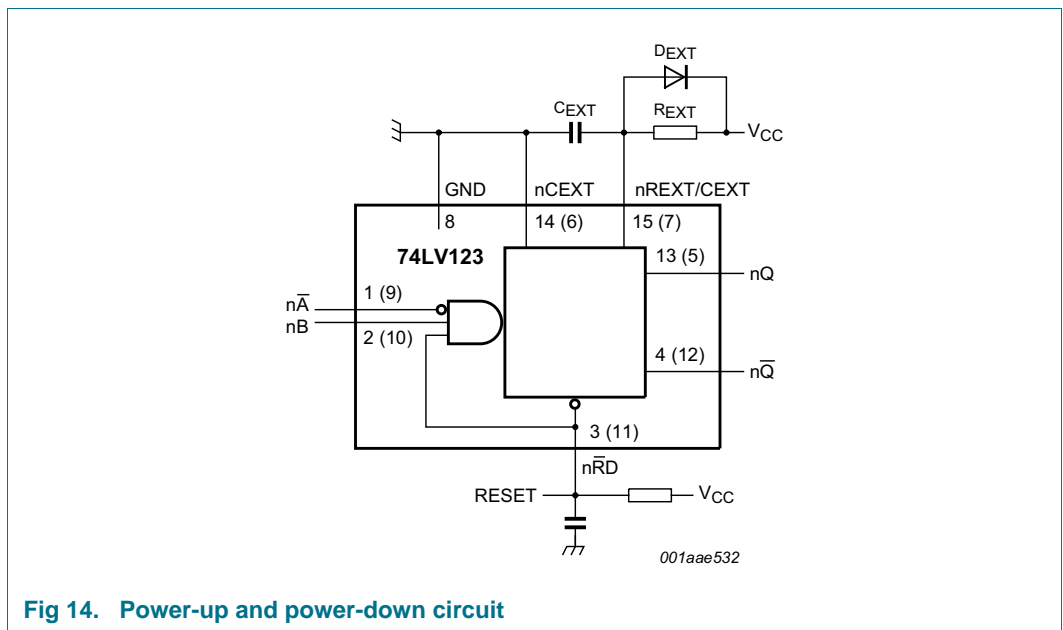 DEXT
CEXT
REXT
VCC
GND
nCEXT
nREXT/CEXT
8
14 (6)
15 (7)
74LV123
13 (5)
nQ
1 (9)
nA̅
nB
2 (10)
4 (12)
nQ̅
3 (11)
nR̅D
RESET
VCC
001aae532
Fig 14. Power-up and power-down circuit